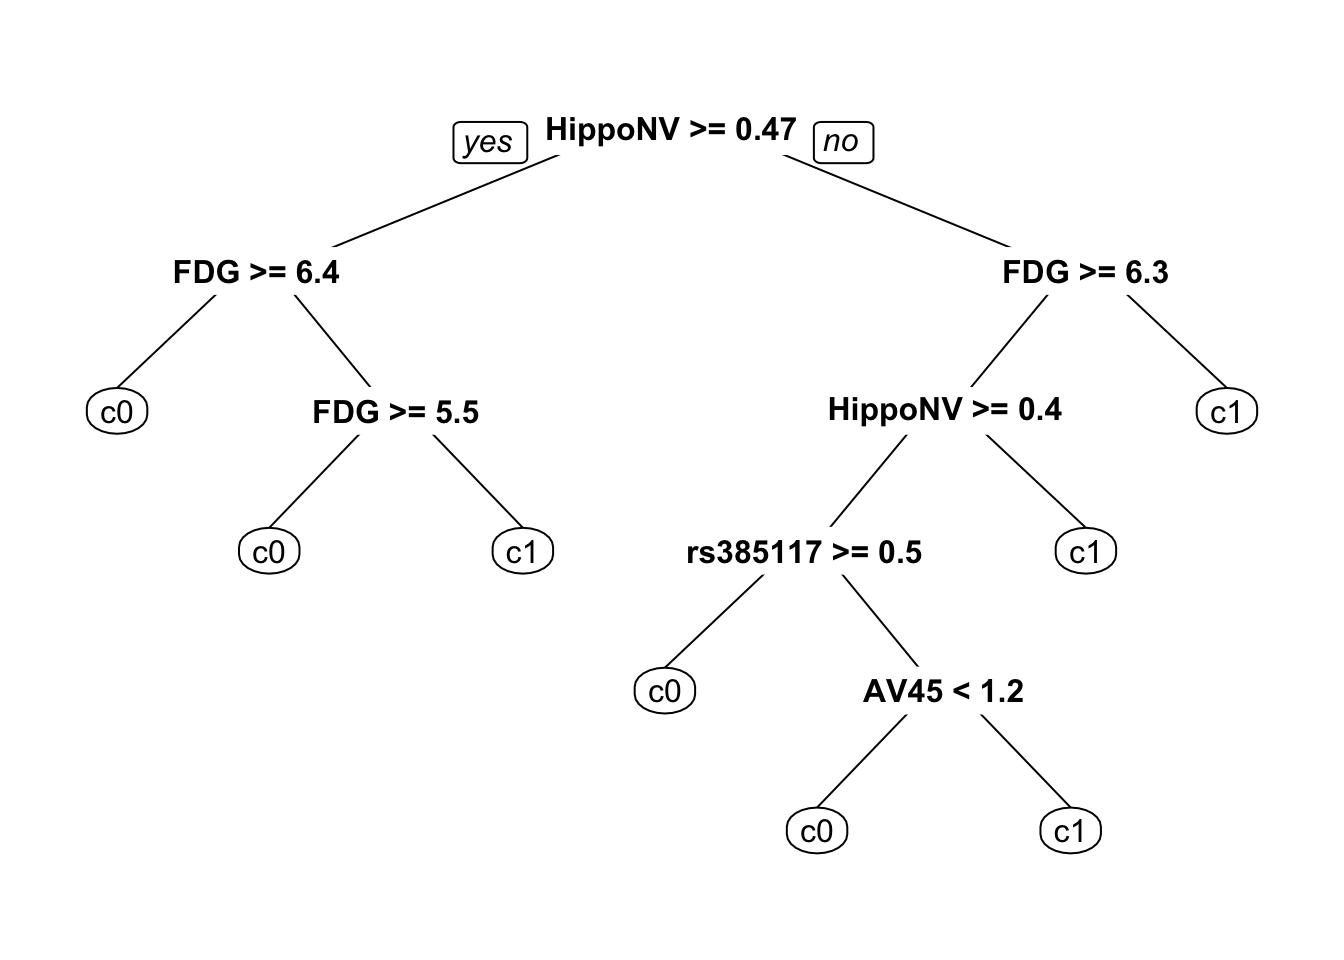 yes HippoNV >= 0.47 no
FDG >= 6.4 FDG >= 6.3
c0 FDG >= 5.5 HippoNV >= 0.4 c1
c0 c1 rs385117 >= 0.5 c1
c0 AV45 < 1.2
c0 c1